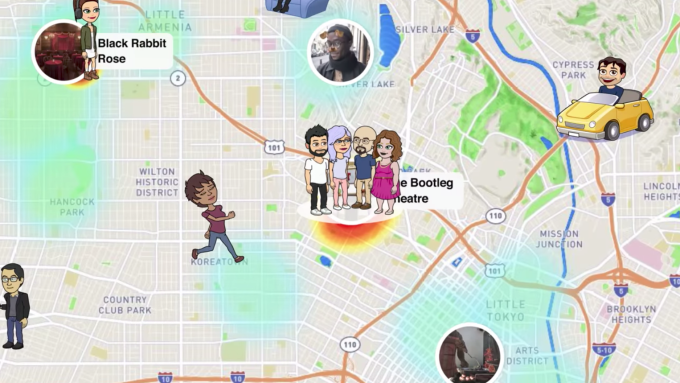 LITTLE
ARMENIA
Black Rabbit
Rose
SILVER LAKE
5
VER LAKE
CYPRESS
PARK
2
101
WILTON
HISTORIC
DISTRICT
HANCOCK
PARK
e Bootleg
heatre
LINCOLN
HEIGHTS
110
MISSION
JUNCTION
KOREATOWN
101
COUNTRY
CLUB PARK
LITTLE
TOKYO
5
BROOKLYN
HEIGHTS
110
ARTS
DISTRICT
5-10
10
10